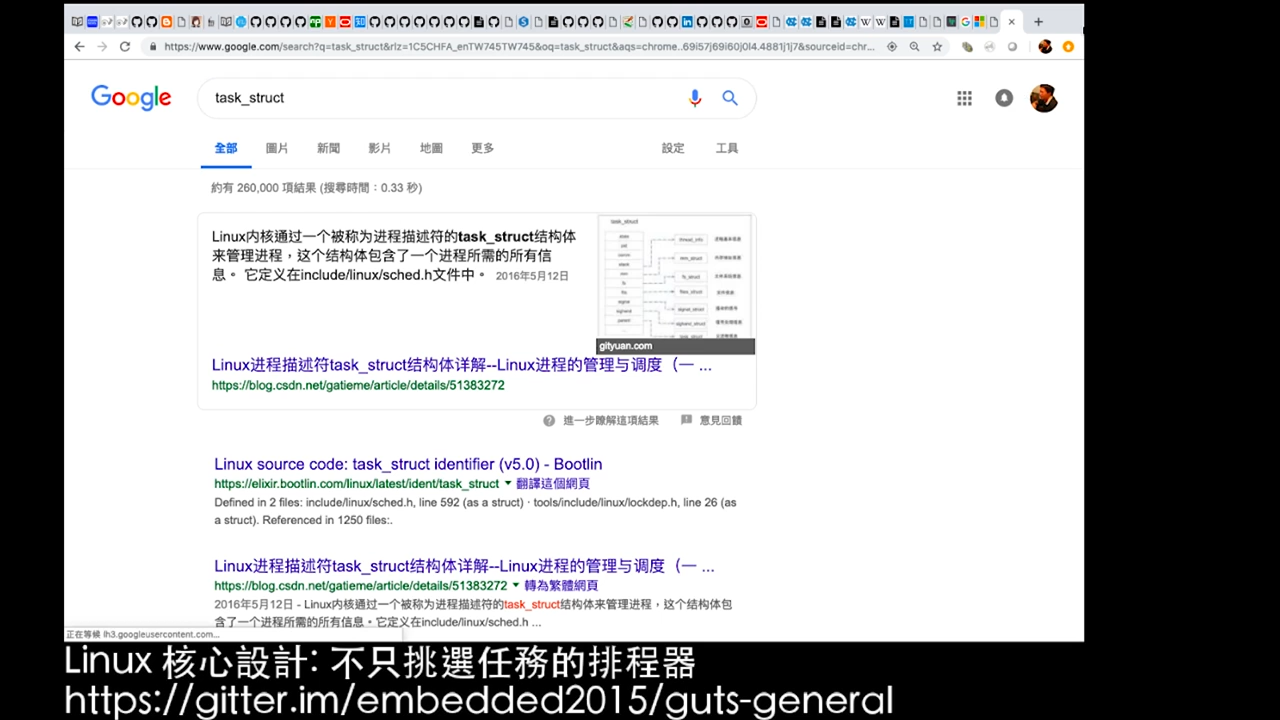 https://www.google.com/search?q=task_struct&rlz=1C5CHFA_enTW745TW745&oq=task_struct&aqs=chrome..69i57j69i60j0l4.4881j1j7&sourceid=chr...
Google
task_struct
全部 圖片 新聞 影片 地圖 更多 設定 工具
約有 260,000 項結果 (搜尋時間：0.33 秒)
Linux内核通过一个被称为进程描述符的task_struct结构体
来管理进程，这个结构体包含了一个进程所需的所有信
息。 它定义在include/linux/sched.h文件中。 2016年5月12日
task_struct
thread_info
mm_struct
fs_struct
files_struct
signal_struct
gityuan.com
Linux进程描述符task_struct结构体详解--Linux进程的管理与调度（一 ...
https://blog.csdn.net/gatieme/article/details/51383272
進一步瞭解這項結果 意見回饋
Linux source code: task_struct identifier (v5.0) - Bootlin
https://elixir.bootlin.com/linux/latest/ident/task_struct 翻譯這個網頁
Defined in 2 files: include/linux/sched.h, line 592 (as a struct) · tools/include/linux/lockdep.h, line 26 (as
a struct). Referenced in 1250 files:.
Linux进程描述符task_struct结构体详解--Linux进程的管理与调度（一 ...
https://blog.csdn.net/gatieme/article/details/51383272 轉為繁體網頁
2016年5月12日 - Linux内核通过一个被称为进程描述符的task_struct结构体来管理进程，这个结构体包
含了一个进程所需的所有信息。它定义在include/linux/sched.h ...
正在等候 lh3.googleusercontent.com...
Linux 核心設計: 不只挑選任務的排程器
https://gitter.im/embedded2015/guts-general